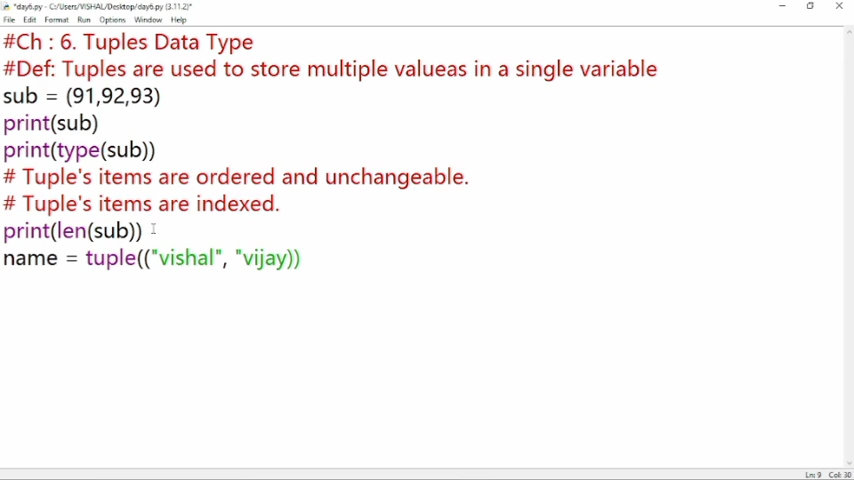 *day6.py - C:/Users/VISHAL/Desktop/day6.py (3.11.2)*
File Edit Format Run Options Window Help
#Ch : 6. Tuples Data Type
#Def: Tuples are used to store multiple valueas in a single variable
sub = (91,92,93)
print(sub)
print(type(sub))
# Tuple's items are ordered and unchangeable.
# Tuple's items are indexed.
print(len(sub))
name = tuple(("vishal", "vijay))
Ln: 9 Col: 30